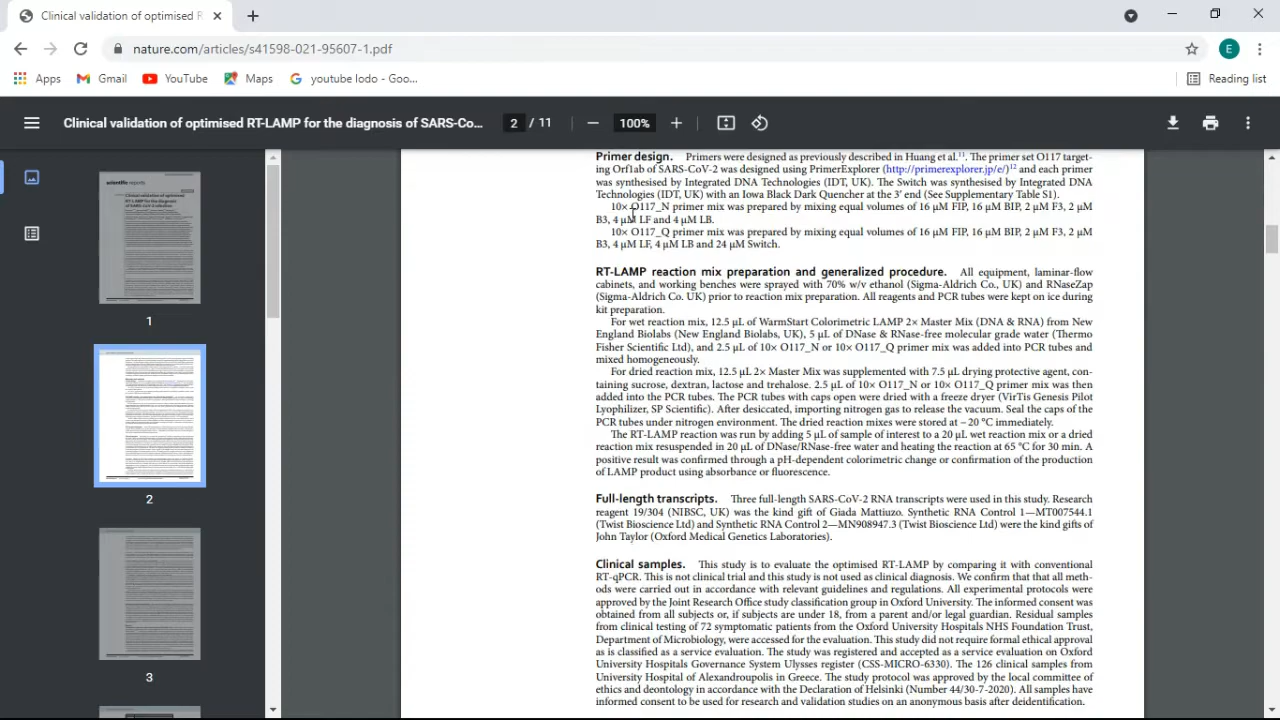 Clinical validation of optimised R
nature.com/articles/s41598-021-95607-1.pdf
E
Apps Gmail YouTube Maps youtube lodo - Goo... Reading list
Clinical validation of optimised RT-LAMP for the diagnosis of SARS-Co... 2 / 11 100%
scientific reports
1
2
3
Primer design. Primers were designed as previously described in Huang et al.11. The primer set O117 target-
ing Orf1ab of SARS-CoV-2 was designed using PrimerExplorer (http://primerexplorer.jp/e/)12 and each primer
was synthesised by Integrated DNA Technologies (IDT, UK). The Switch was synthesised by Integrated DNA
Technologies (IDT, UK) with an Iowa Black Dark Quencher at the 3′ end (See Supplementary Table S1).
10× O117_N primer mix was prepared by mixing equal volumes of 16 μM FIP, 16 μM BIP, 2 μM F3, 2 μM
B3, 4 μM LF and 4 μM LB.
10× O117_Q primer mix was prepared by mixing equal volumes of 16 μM FIP, 16 μM BIP, 2 μM F3, 2 μM
B3, 4 μM LF, 4 μM LB and 24 μM Switch.
RT-LAMP reaction mix preparation and generalized procedure. All equipment, laminar-flow
cabinets, and working benches were sprayed with 70% w/v ethanol (Sigma-Aldrich Co., UK) and RNaseZap
(Sigma-Aldrich Co. UK) prior to reaction mix preparation. All reagents and PCR tubes were kept on ice during
kit preparation.
For wet reaction mix, 12.5 μL of WarmStart Colorimetric LAMP 2× Master Mix (DNA & RNA) from New
England Biolabs (New England Biolabs, UK), 5 μL of DNase & RNase-free molecular grade water (Thermo
Fisher Scientific Ltd), and 2.5 μL of 10× O117_N or 10× O117_Q primer mix was added into PCR tubes and
mixed homogeneously.
For dried reaction mix, 12.5 μL 2× Master Mix was supplemented with 7.5 μL drying protective agent, con-
taining sucrose, dextran, lactose and trehalose. 2.5 μL of 10× O117_N or 10× O117_Q primer mix was then
added into the PCR tubes. The PCR tubes with caps open were dried with a freeze dryer (VirTis Genesis Pilot
Lyophilizer, SP Scientific). After desiccated, importing nitrogen gas to release the vacuum. Seal the caps of the
PCR tubes under nitrogen environment. The dried reaction mixes were stored at − 20 °C immediately.
The RT-LAMP reaction was run by adding 5 μL of sample of interest to a 20 μL wet reaction mix or a dried
reaction mix resuspended in 20 μL of DNase/RNase-free water and heating the reaction at 65 °C for 30 min. A
positive result was confirmed through a pH-dependent colorimetric change or confirmation of the production
of LAMP product using absorbance or fluorescence.
Full-length transcripts. Three full-length SARS-CoV-2 RNA transcripts were used in this study. Research
reagent 19/304 (NIBSC, UK) was the kind gift of Giada Mattiuzo. Synthetic RNA Control 1—MT007544.1
(Twist Bioscience Ltd) and Synthetic RNA Control 2—MN908947.3 (Twist Bioscience Ltd) were the kind gifts of
John Taylor (Oxford Medical Genetics Laboratories).
Clinical samples. This study is to evaluate the optimised RT-LAMP by comparing it with conventional
RT-qPCR. This is not clinical trial and this study is not used as clinical diagnosis. We confirm that that all meth-
ods were carried out in accordance with relevant guidelines and regulations. All experimental protocols were
approved by the Joint Research Office study classification group in Oxford University. The informed consent was
obtained from all subjects or, if subjects are under 18, from a parent and/or legal guardian. Residual samples
from clinical testing of 72 symptomatic patients from the Oxford University Hospitals NHS Foundation Trust,
Department of Microbiology, were accessed for the evaluation. This study did not require formal ethical approval
as is classified as a service evaluation. The study was registered and accepted as a service evaluation on Oxford
University Hospitals Governance System Ulysses register (CSS-MICRO-6330). The 126 clinical samples from
University Hospital of Alexandroupolis in Greece. The study protocol was approved by the local committee of
ethics and deontology in accordance with the Declaration of Helsinki (Number 44/30-7-2020). All samples have
informed consent to be used for research and validation studies on an anonymous basis after deidentification.